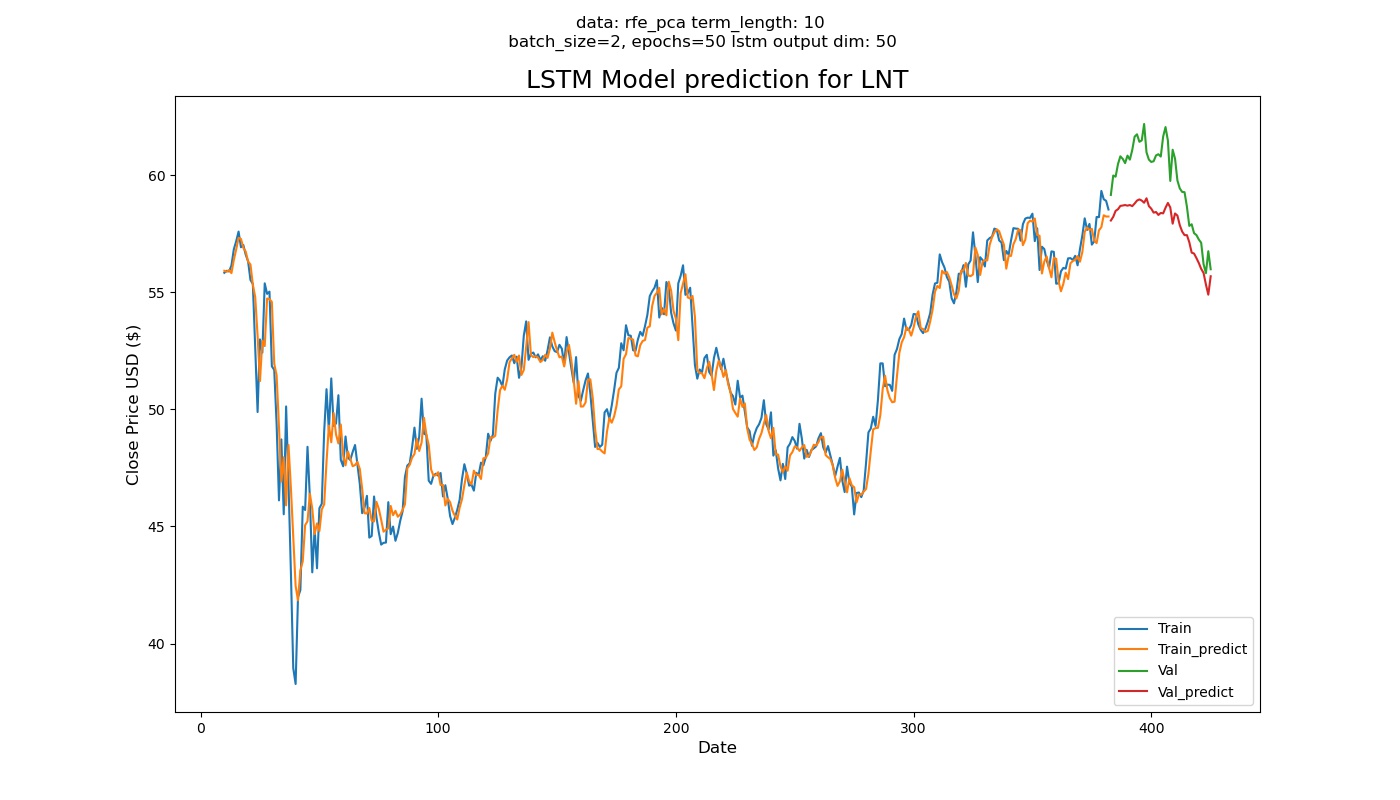 data: rfe_pca term_length: 10
batch_size=2, epochs=50 lstm output dim: 50
LSTM Model prediction for LNT
Close Price USD ($)
60
55
50
45
40
0
100
200
300
400
Date
Train
Train_predict
Val
Val_predict